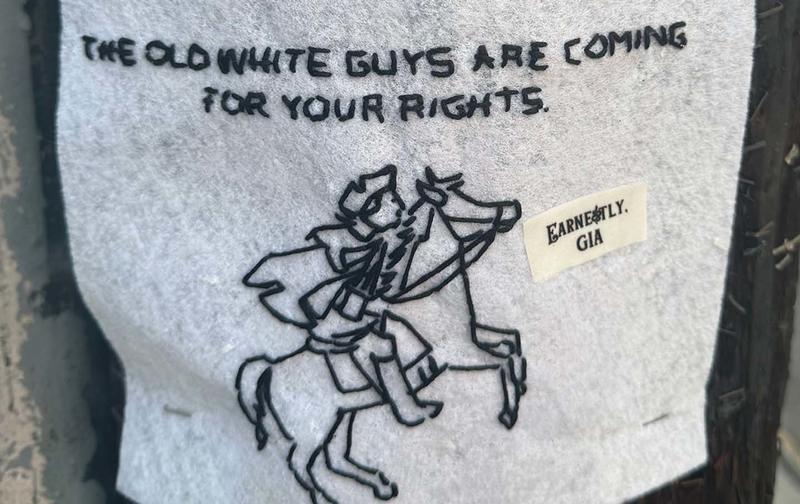 THE OLD WHITE GUYS ARE COMING
FOR YOUR RIGHTS.
EARNESTLY,
GIA